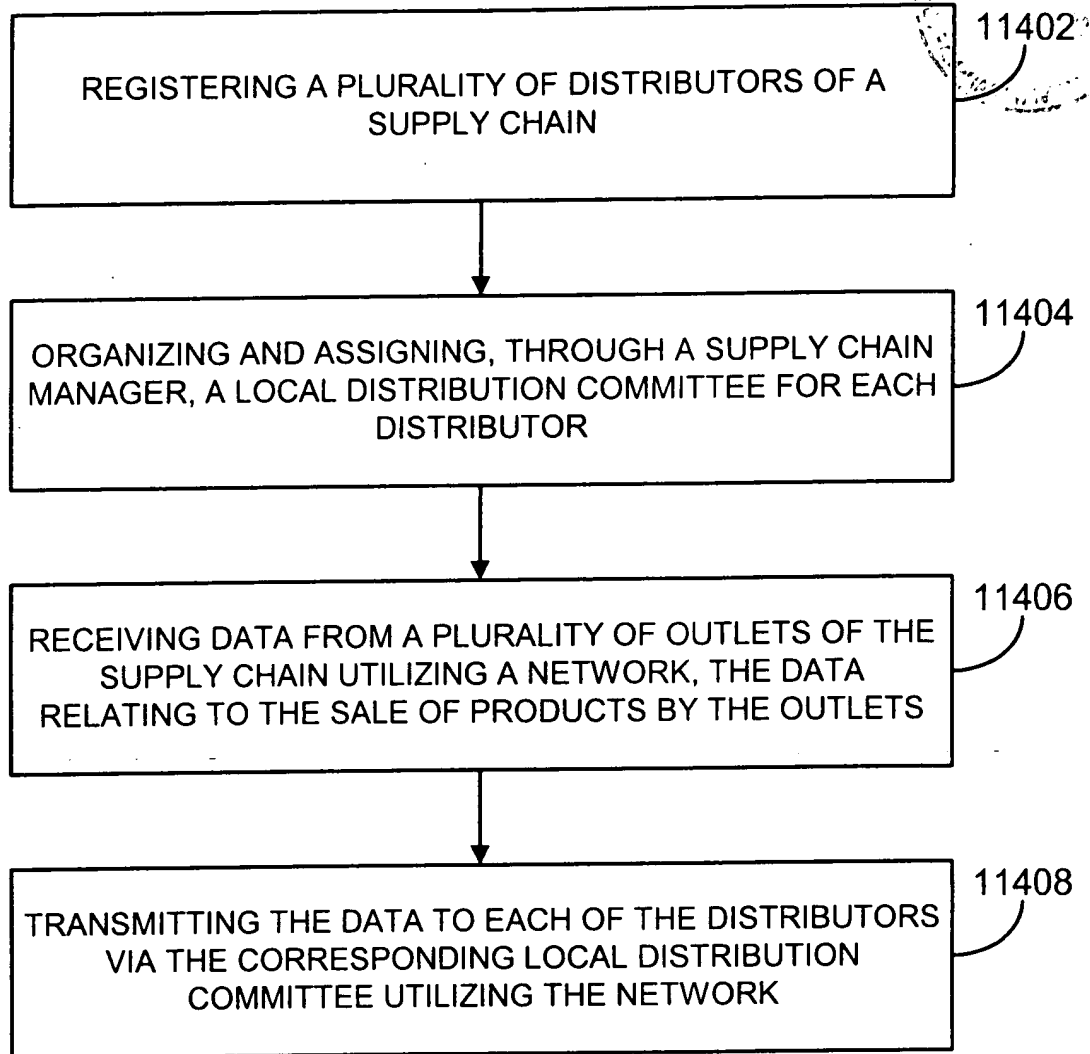 11402
REGISTERING A PLURALITY OF DISTRIBUTORS OF A
SUPPLY CHAIN
11404
ORGANIZING AND ASSIGNING, THROUGH A SUPPLY CHAIN
MANAGER, A LOCAL DISTRIBUTION COMMITTEE FOR EACH
DISTRIBUTOR
11406
RECEIVING DATA FROM A PLURALITY OF OUTLETS OF THE
SUPPLY CHAIN UTILIZING A NETWORK, THE DATA
RELATING TO THE SALE OF PRODUCTS BY THE OUTLETS
11408
TRANSMITTING THE DATA TO EACH OF THE DISTRIBUTORS
VIA THE CORRESPONDING LOCAL DISTRIBUTION
COMMITTEE UTILIZING THE NETWORK